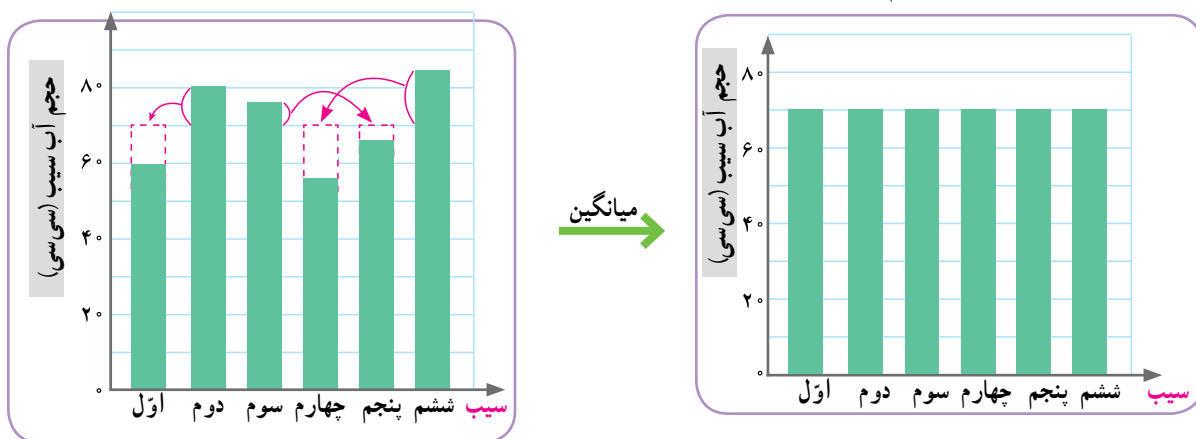 حجم آب سیب (سی‌سی)
۸۰
۶۰
۴۰
۲۰
۰
اوّل دوم سوم چهارم پنجم ششم سیب
میانگین
حجم آب سیب (سی‌سی)
۸۰
۶۰
۴۰
۲۰
۰
اوّل دوم سوم چهارم پنجم ششم سیب